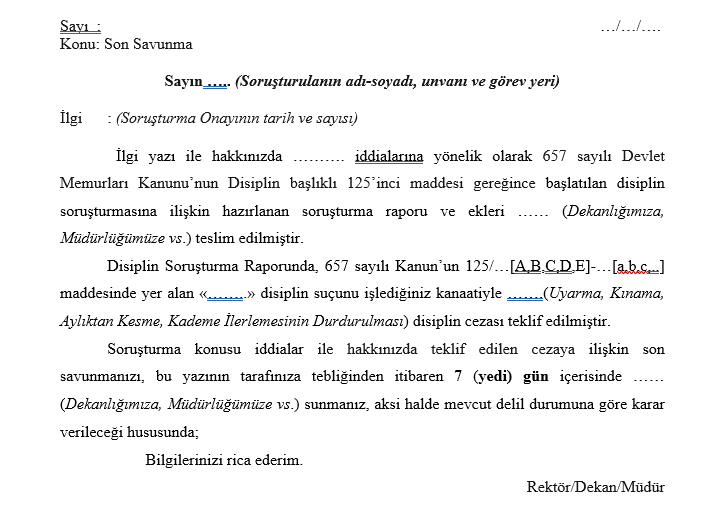 Sayı :
…/…/….
Konu: Son Savunma
Sayın ….. (Soruşturulanın adı-soyadı, unvanı ve görev yeri)
İlgi : (Soruşturma Onayının tarih ve sayısı)
İlgi yazı ile hakkınızda ………. iddialarına yönelik olarak 657 sayılı Devlet
Memurları Kanunu’nun Disiplin başlıklı 125’inci maddesi gereğince başlatılan disiplin
soruşturmasına ilişkin hazırlanan soruşturma raporu ve ekleri …… (Dekanlığımıza,
Müdürlüğümüze vs.) teslim edilmiştir.
Disiplin Soruşturma Raporunda, 657 sayılı Kanun’un 125/…[A,B,C,D,E]-…[a,b,c,..]
maddesinde yer alan «…….» disiplin suçunu işlediğiniz kanaatiyle …….(Uyarma, Kınama,
Aylıktan Kesme, Kademe İlerlemesinin Durdurulması) disiplin cezası teklif edilmiştir.
Soruşturma konusu iddialar ile hakkınızda teklif edilen cezaya ilişkin son
savunmanızı, bu yazının tarafınıza tebliğinden itibaren 7 (yedi) gün içerisinde ……
(Dekanlığımıza, Müdürlüğümüze vs.) sunmanız, aksi halde mevcut delil durumuna göre karar
verileceği hususunda;
Bilgilerinizi rica ederim.
Rektör/Dekan/Müdür